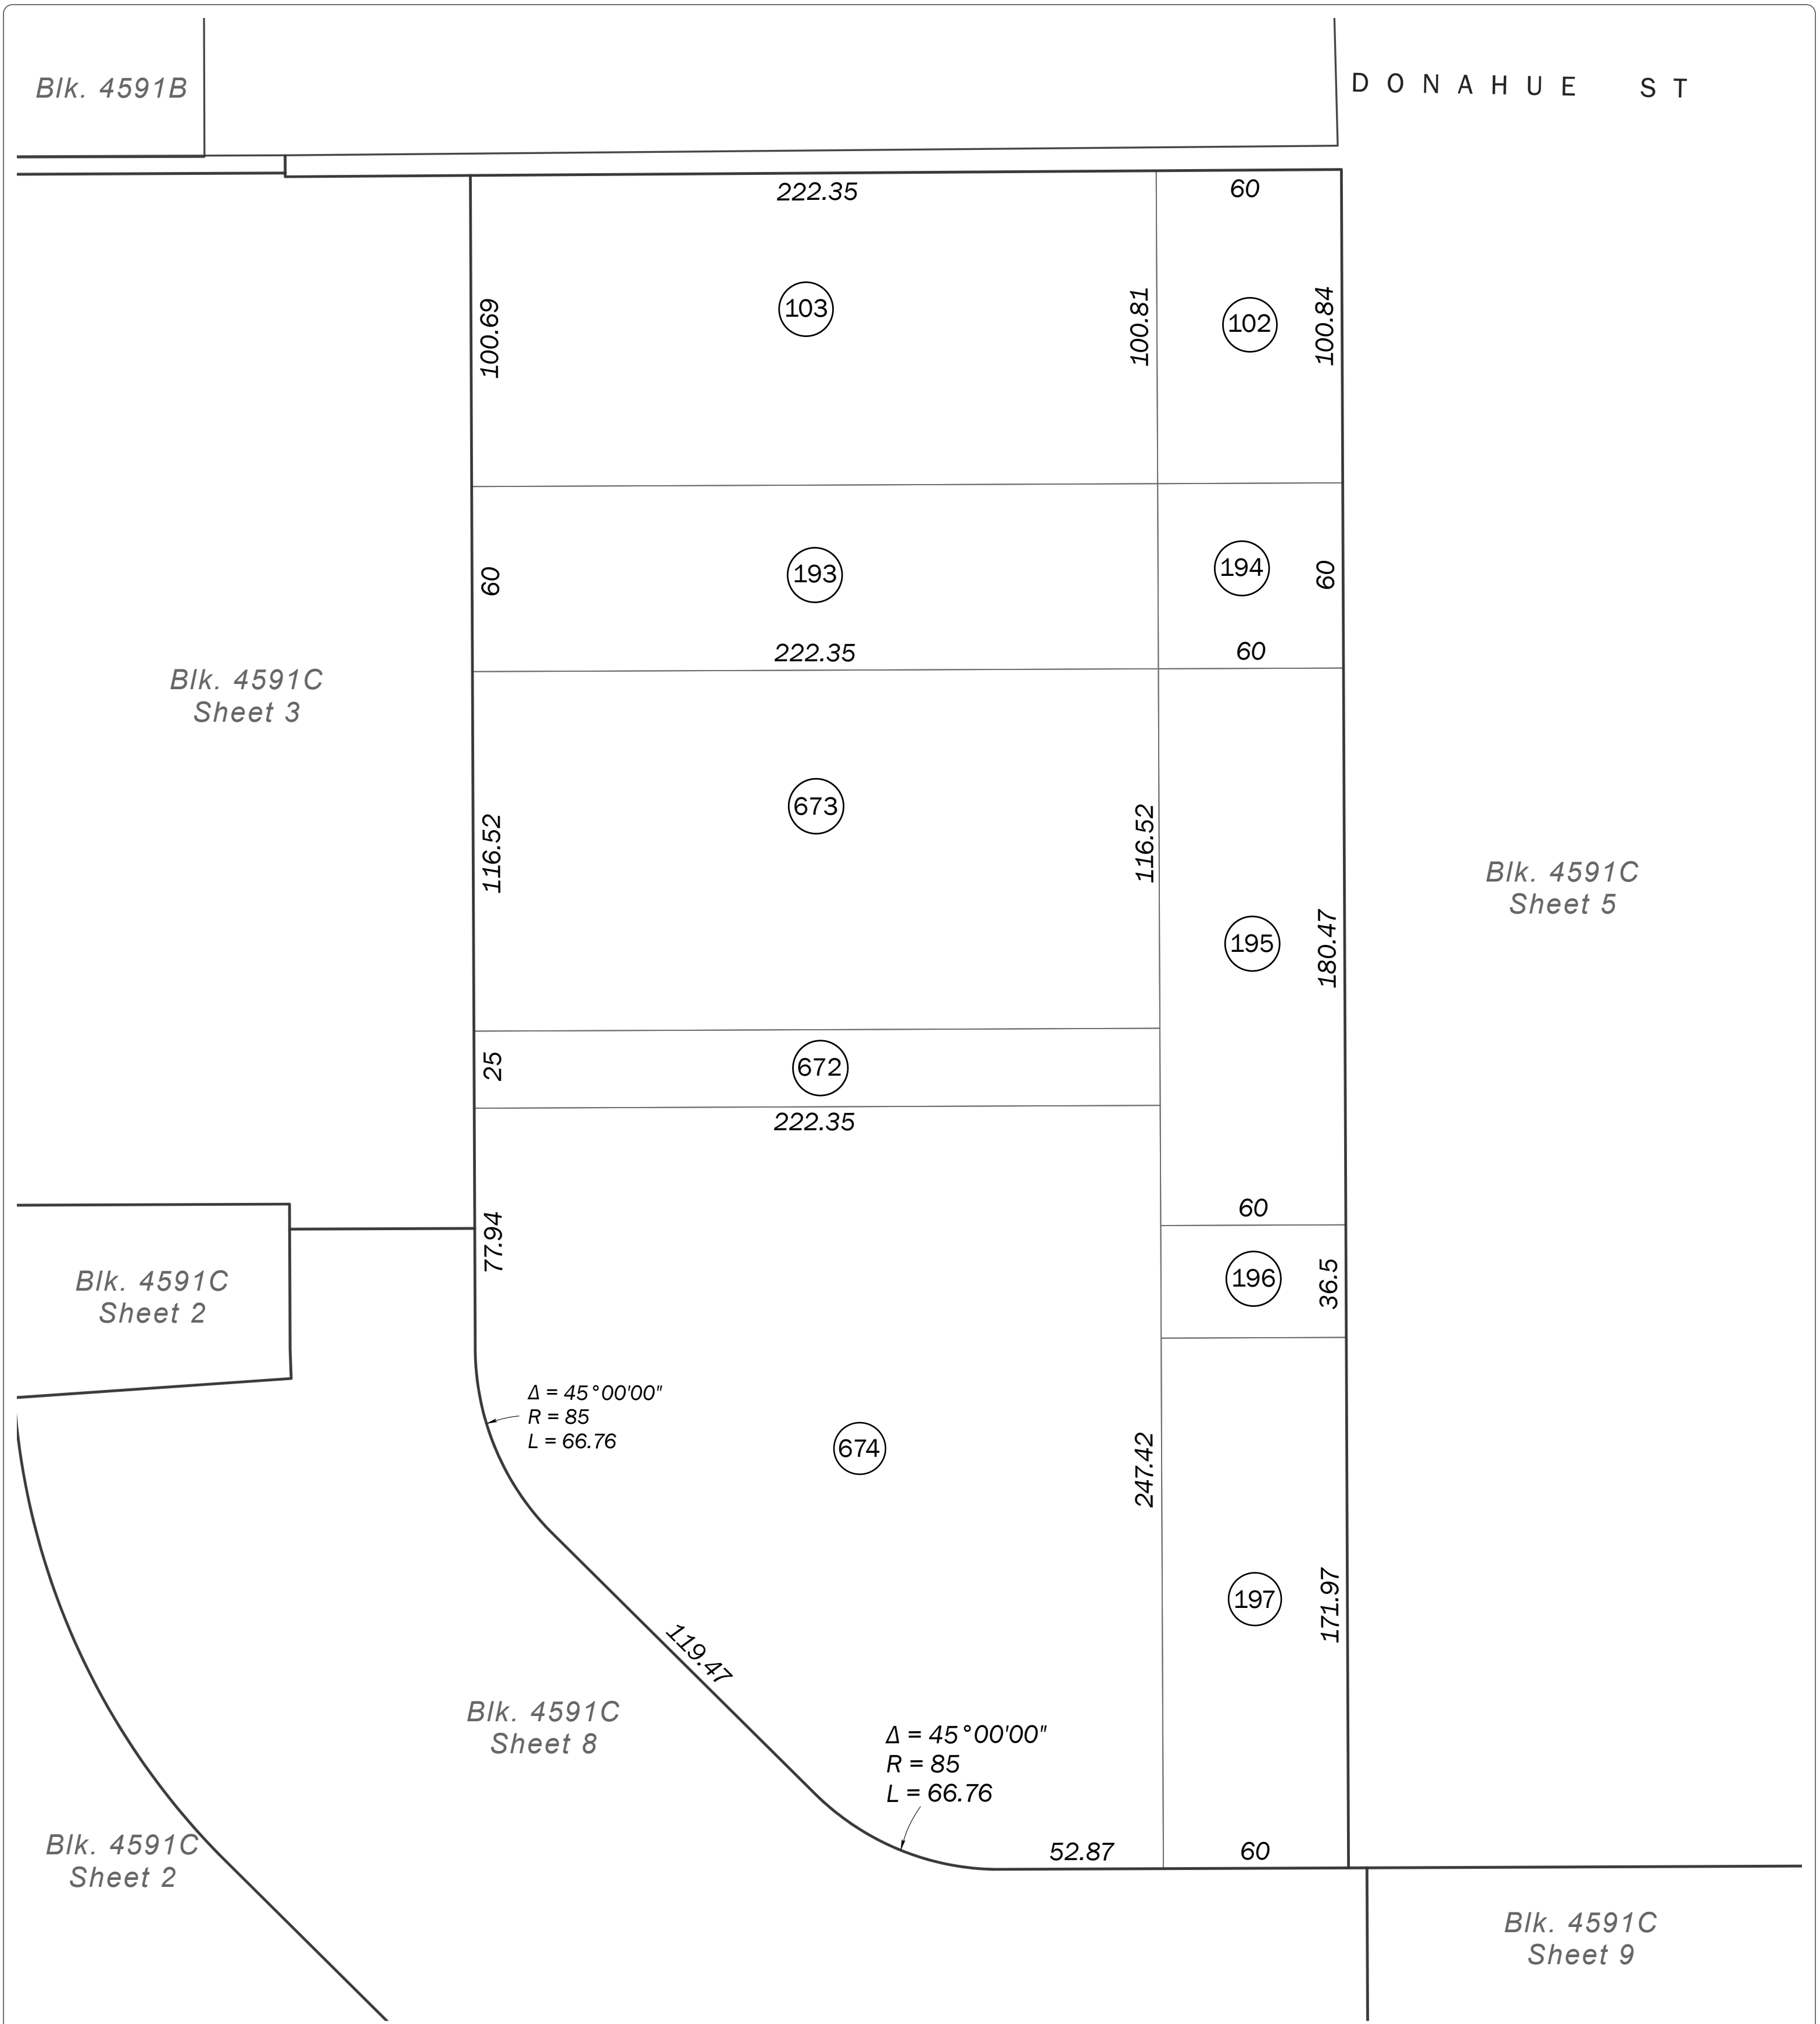 Blk. 4591B
DONAHUE ST
222.35
60
100.69
103
100.81
102
100.84
60
193
194
60
222.35
60
Blk. 4591C
Sheet 3
116.52
673
116.52
Blk. 4591C
Sheet 5
195
180.47
25
672
222.35
77.94
60
Blk. 4591C
Sheet 2
196
36.5
Δ = 45°00'00"
R = 85
L = 66.76
674
247.42
197
171.97
119.47
Blk. 4591C
Sheet 8
Δ = 45°00'00"
R = 85
L = 66.76
Blk. 4591C
Sheet 2
52.87
60
Blk. 4591C
Sheet 9